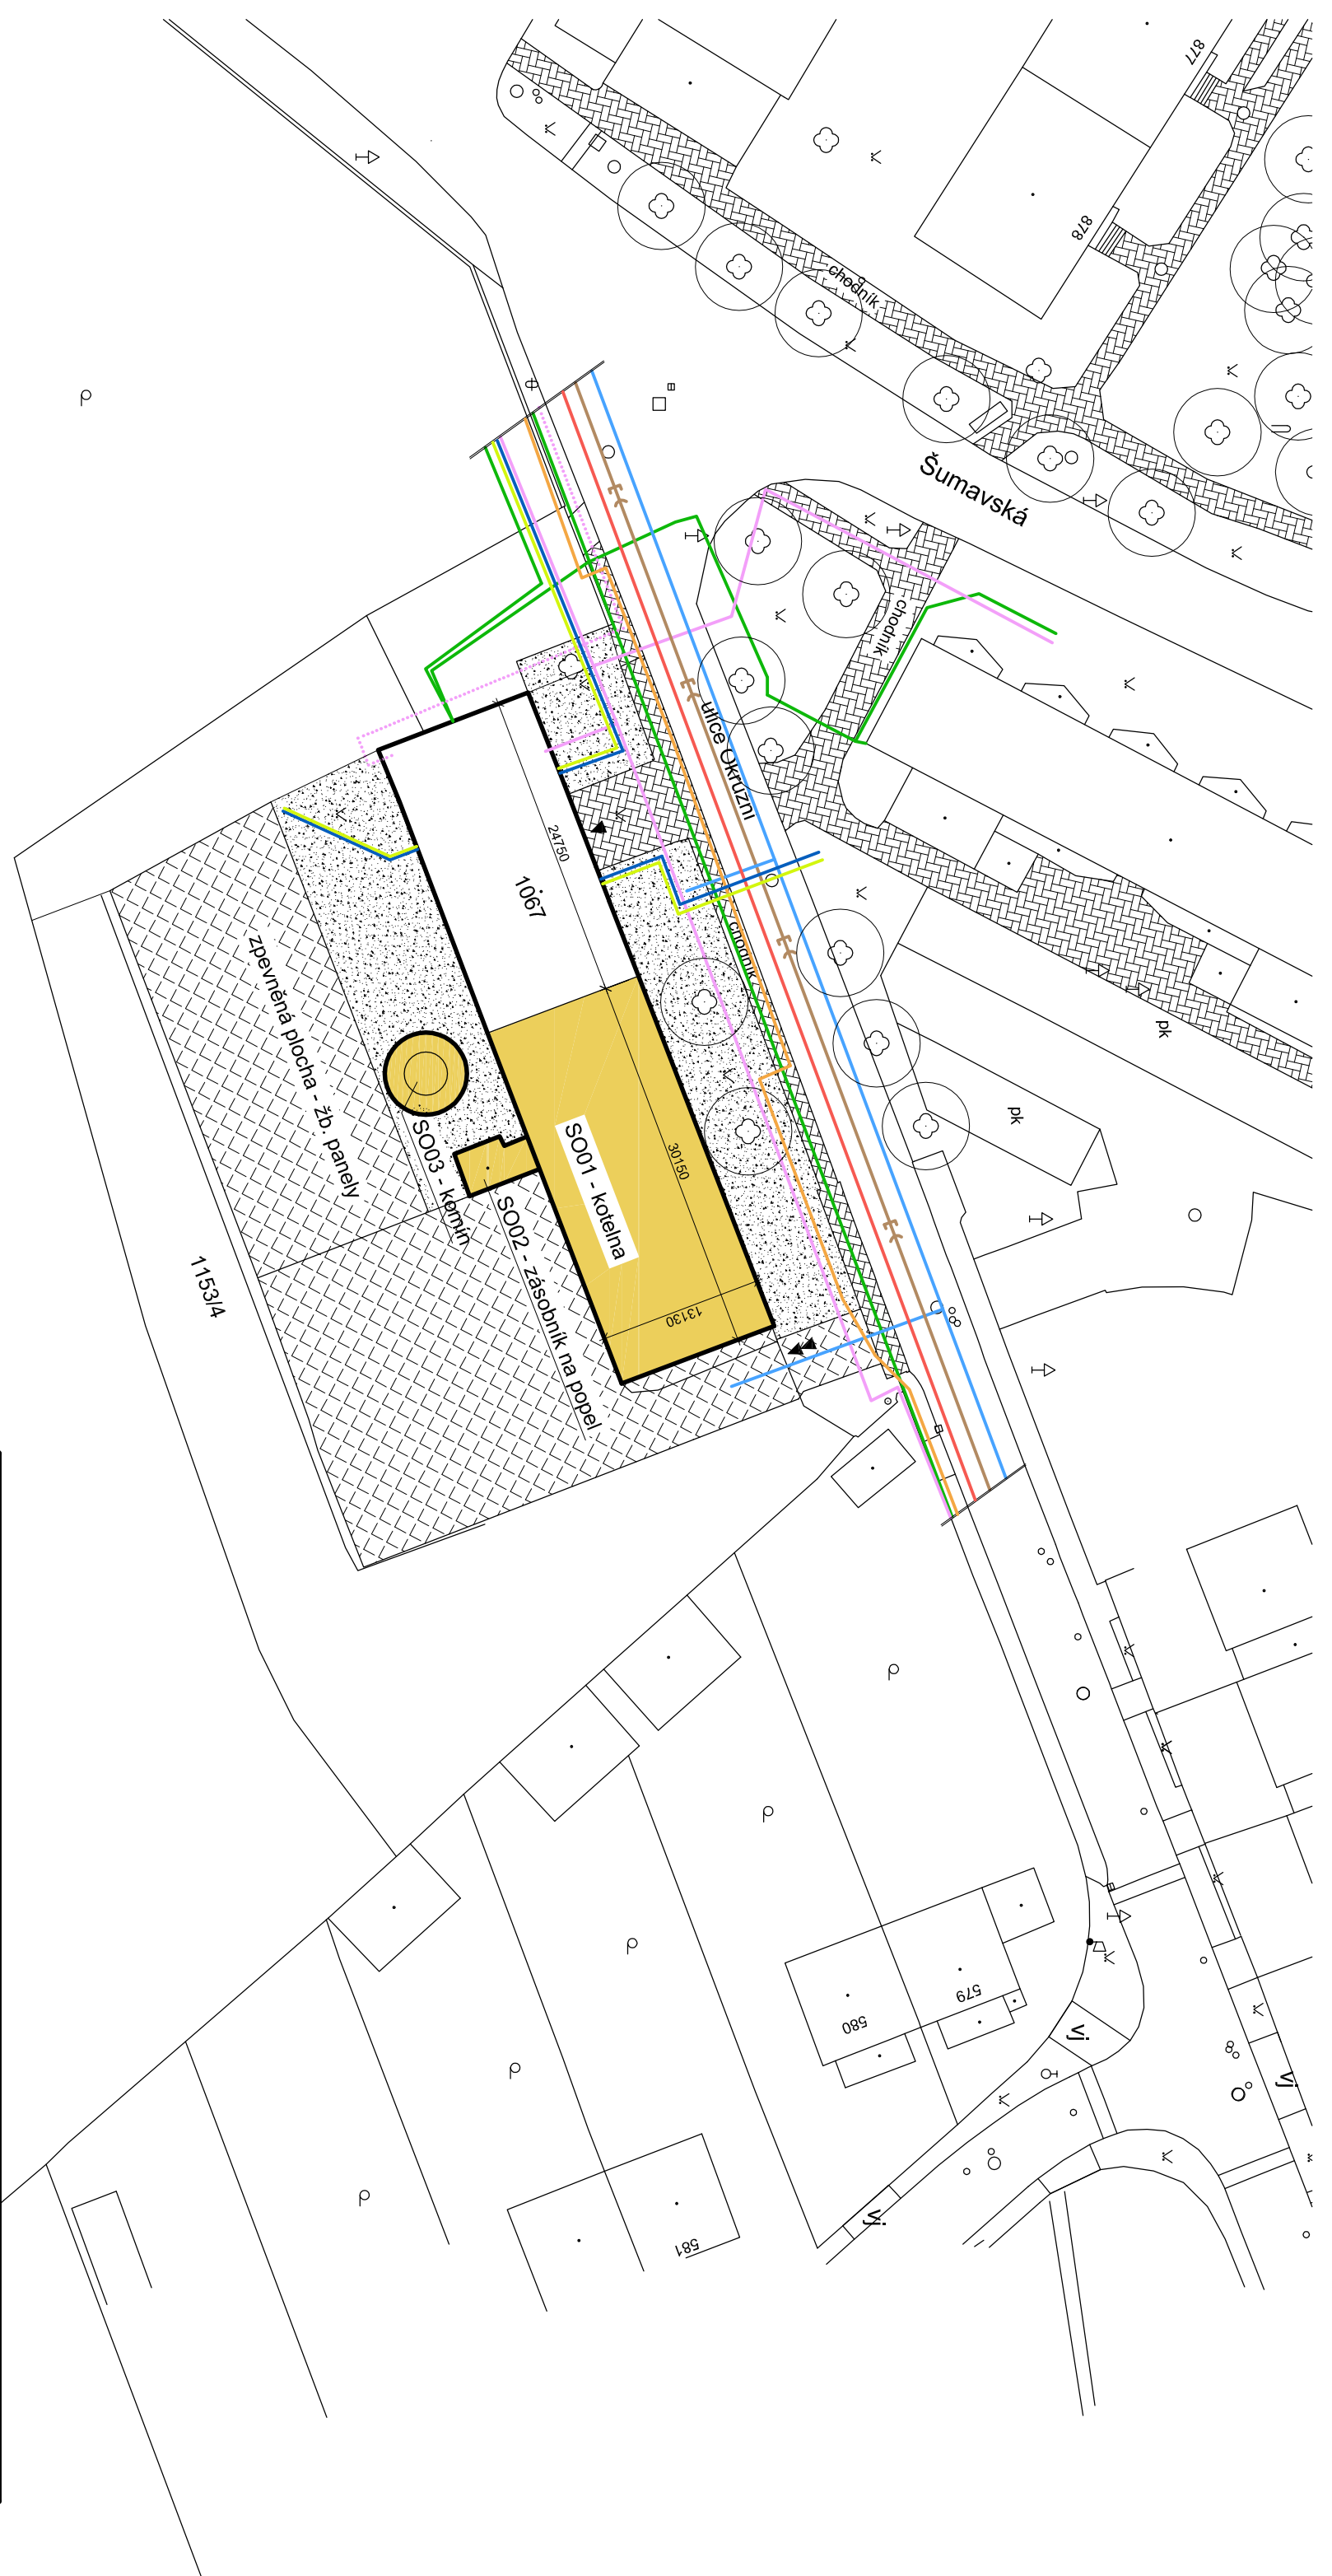 877
878
chodník
Šumavská
chodník
ulice Okružní
24750
1067
chodník
pk
pk
zpevněná plocha - žb. panely
SO03 - komín
SO01 - kotelna
30150
SO02 - zásobník na popel
13130
1153/4
579
580
Vj
Vj
Vj
581